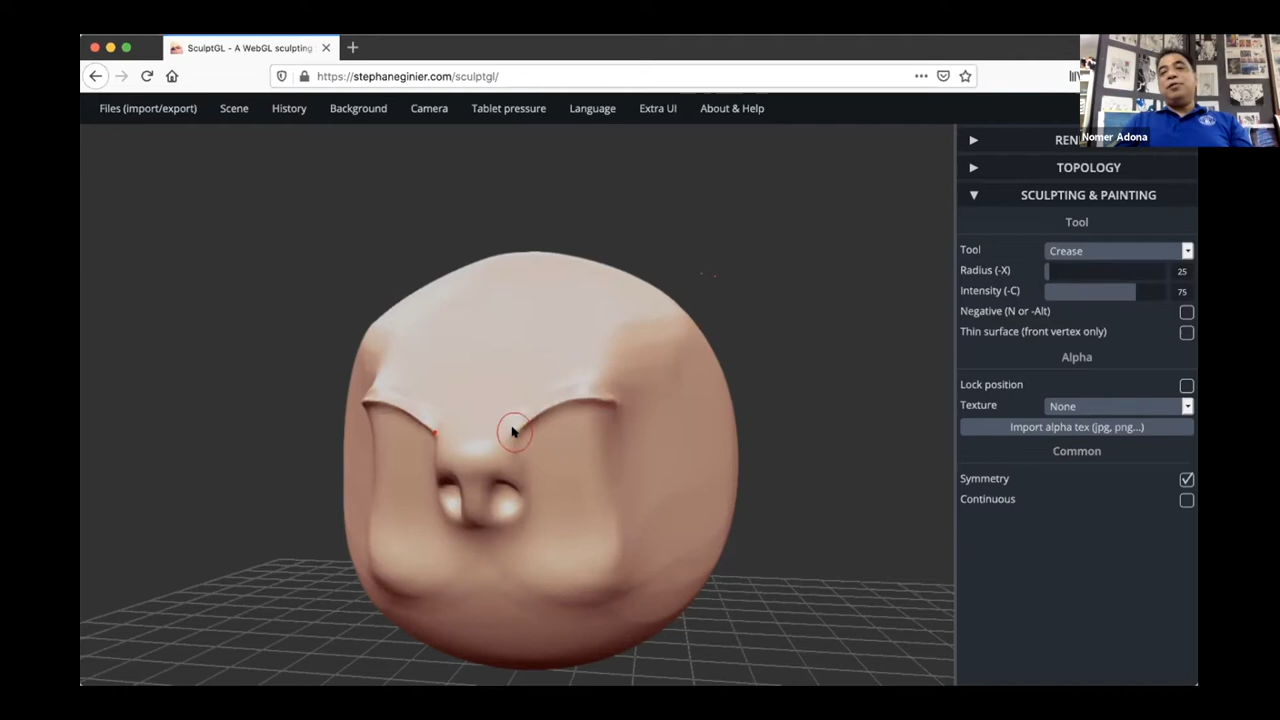 SculptGL - A WebGL sculpting
https://stephaneginier.com/sculptgl/
Files (import/export) Scene History Background Camera Tablet pressure Language Extra UI About & Help
Nomer Adona
TOPOLOGY
SCULPTING & PAINTING
Tool
Tool Crease
Radius (-X) 25
Intensity (-C) 75
Negative (N or -Alt)
Thin surface (front vertex only)
Alpha
Lock position
Texture None
Import alpha tex (jpg, png...)
Common
Symmetry
Continuous